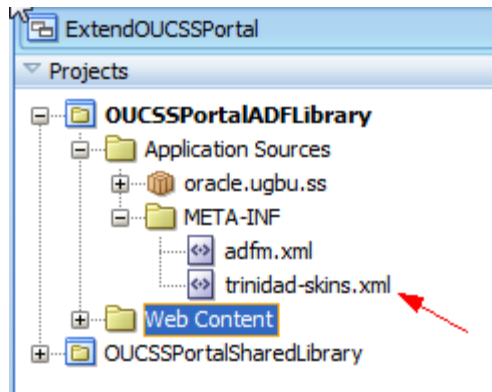 ExtendOUCSSPortal
Projects
OUCSSPortalADFLibrary
Application Sources
oracle.ugbu.ss
META-INF
adfm.xml
trinidad-skins.xml
Web Content
OUCSSPortalSharedLibrary